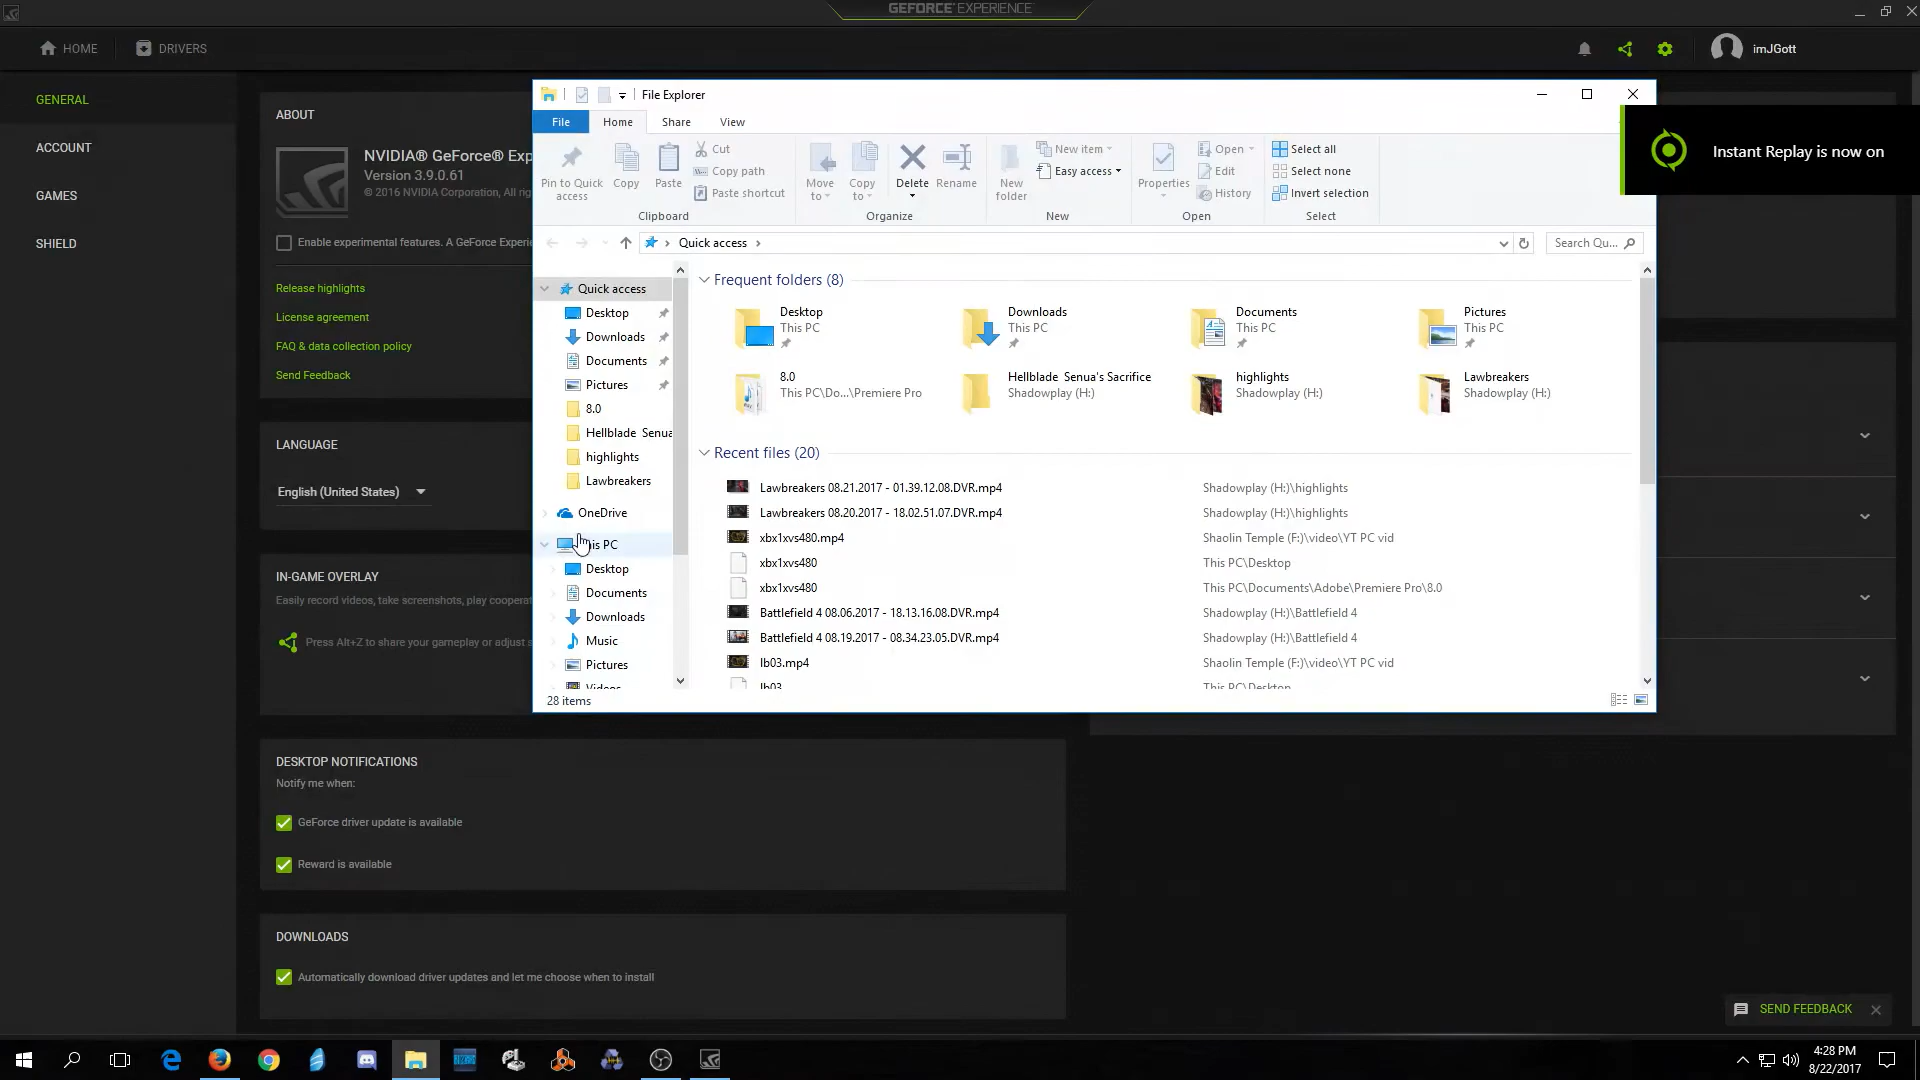 GEFORCE® EXPERIENCE
HOME
DRIVERS
imJGott
GENERAL
ACCOUNT
GAMES
SHIELD
ABOUT
NVIDIA® GeForce® Exp
Version 3.9.0.61
© 2016 NVIDIA Corporation, All rig
Enable experimental features. A GeForce Experie
Release highlights
License agreement
FAQ & data collection policy
Send Feedback
LANGUAGE
English (United States)
IN-GAME OVERLAY
Easily record videos, take screenshots, play cooperat
Press Alt+Z to share your gameplay or adjust s
DESKTOP NOTIFICATIONS
Notify me when:
GeForce driver update is available
Reward is available
DOWNLOADS
Automatically download driver updates and let me choose when to install
File Explorer
File Home Share View
Pin to Quick access
Copy
Paste
Cut
Copy path
Paste shortcut
Clipboard
Move to
Copy to
Delete
Rename
Organize
New folder
New item
Easy access
New
Properties
Open
Edit
History
Open
Select all
Select none
Invert selection
Select
Quick access
Search Qu...
Quick access
Desktop
Downloads
Documents
Pictures
8.0
Hellblade Senua
highlights
Lawbreakers
OneDrive
is PC
Desktop
Documents
Downloads
Music
Pictures
Videos
Frequent folders (8)
Desktop
This PC
Downloads
This PC
Documents
This PC
Pictures
This PC
8.0
This PC\Do...\Premiere Pro
Hellblade Senua's Sacrifice
Shadowplay (H:)
highlights
Shadowplay (H:)
Lawbreakers
Shadowplay (H:)
Recent files (20)
Lawbreakers 08.21.2017 - 01.39.12.08.DVR.mp4 Shadowplay (H:)\highlights
Lawbreakers 08.20.2017 - 18.02.51.07.DVR.mp4 Shadowplay (H:)\highlights
xbx1xvs480.mp4 Shaolin Temple (F:)\video\YT PC vid
xbx1xvs480 This PC\Desktop
xbx1xvs480 This PC\Documents\Adobe\Premiere Pro\8.0
Battlefield 4 08.06.2017 - 18.13.16.08.DVR.mp4 Shadowplay (H:)\Battlefield 4
Battlefield 4 08.19.2017 - 08.34.23.05.DVR.mp4 Shadowplay (H:)\Battlefield 4
lb03.mp4 Shaolin Temple (F:)\video\YT PC vid
lb03 This PC\Desktop
28 items
Instant Replay is now on
SEND FEEDBACK
4:28 PM
8/22/2017